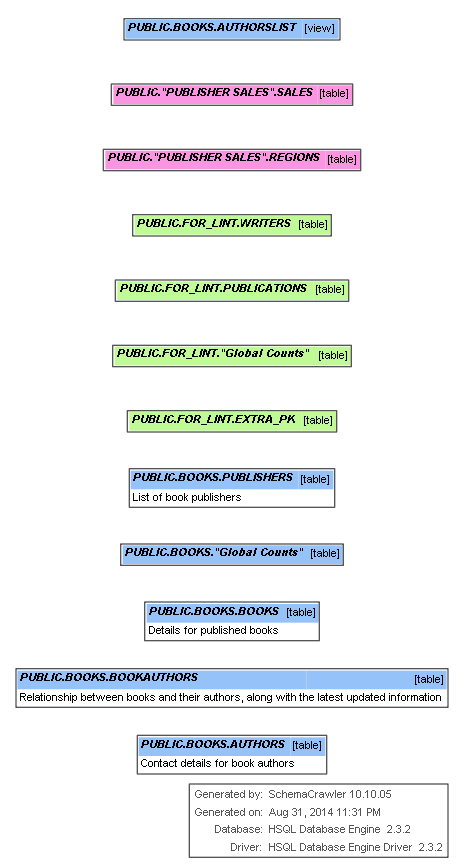 PUBLIC.BOOKS.AUTHORSLIST [view]
PUBLIC."PUBLISHER SALES".SALES [table]
PUBLIC."PUBLISHER SALES".REGIONS [table]
PUBLIC.FOR_LINT.WRITERS [table]
PUBLIC.FOR_LINT.PUBLICATIONS [table]
PUBLIC.FOR_LINT."Global Counts" [table]
PUBLIC.FOR_LINT.EXTRA_PK [table]
PUBLIC.BOOKS.PUBLISHERS [table]
List of book publishers
PUBLIC.BOOKS."Global Counts" [table]
PUBLIC.BOOKS.BOOKS [table]
Details for published books
PUBLIC.BOOKS.BOOKAUTHORS [table]
Relationship between books and their authors, along with the latest updated information
PUBLIC.BOOKS.AUTHORS [table]
Contact details for book authors
Generated by: SchemaCrawler 10.10.05
Generated on: Aug 31, 2014 11:31 PM
Database: HSQL Database Engine 2.3.2
Driver: HSQL Database Engine Driver 2.3.2